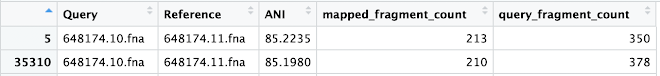 Query Reference ANI mapped_fragment_count query_fragment_count
5 648174.10.fna 648174.11.fna 85.2235 213 350
35310 648174.10.fna 648174.11.fna 85.1980 210 378